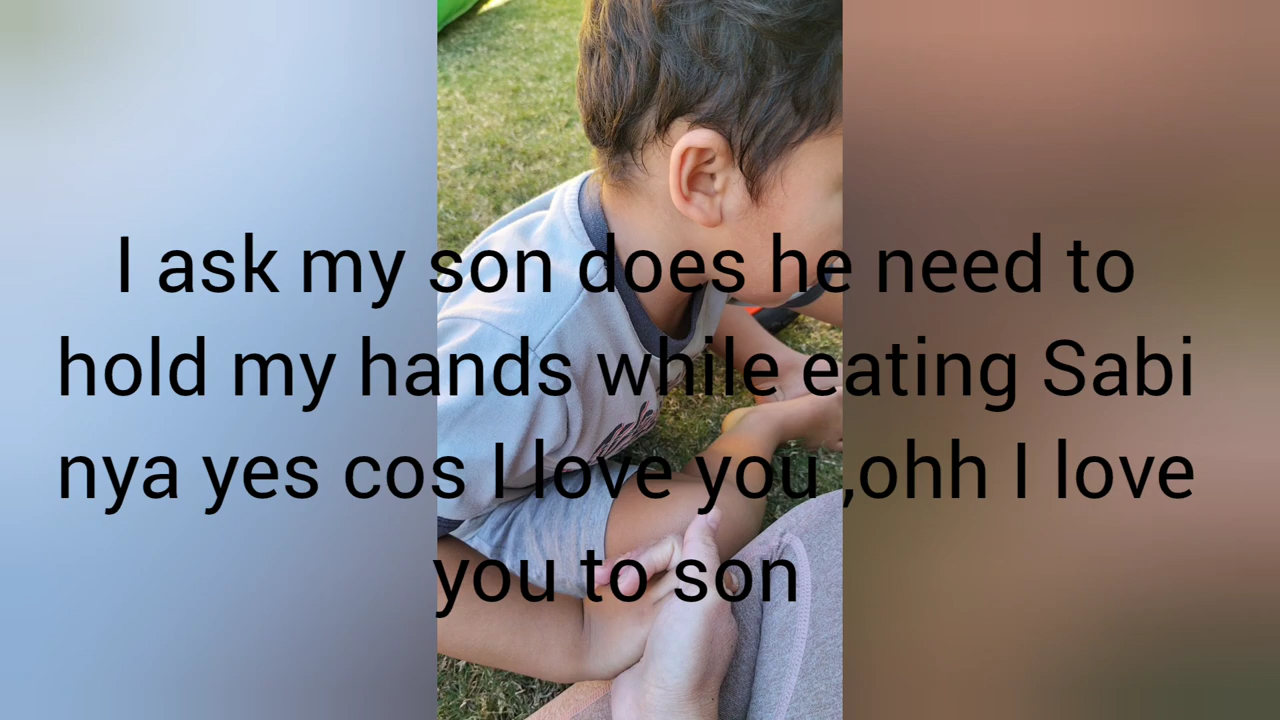 I ask my son does he need to
hold my hands while eating Sabi
nya yes cos I love you ,ohh I love
you to son